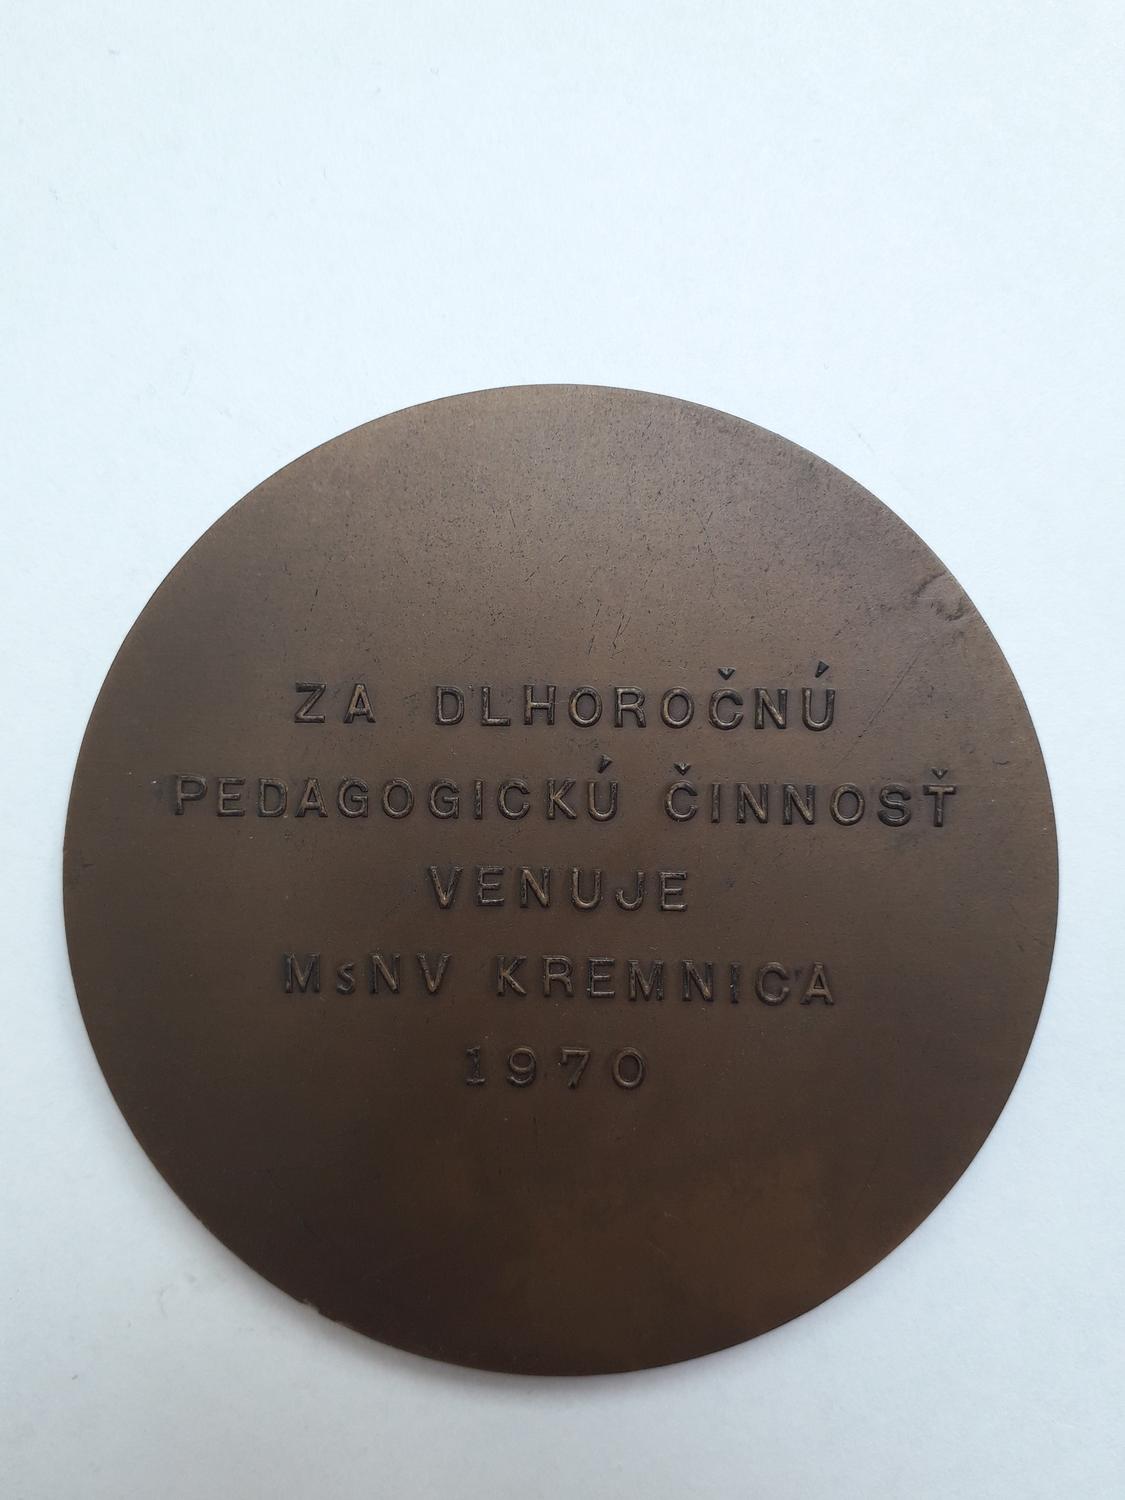 ZA DLHOROČNÚ
PEDAGOGICKÚ ČINNOSŤ
VENUJE
MsNV KREMNICA
1970